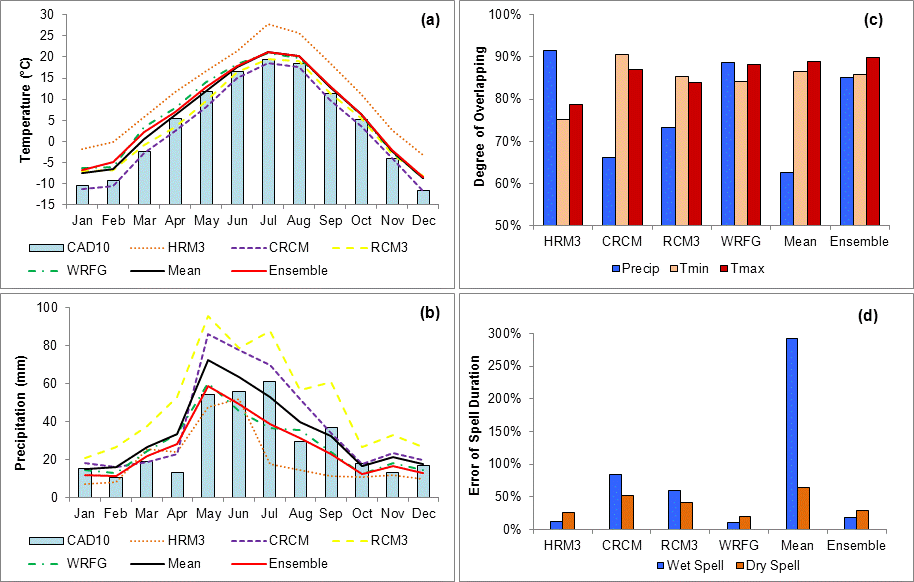 (a)
Temperature (°C)
30
25
20
15
10
5
0
-5
-10
-15
Jan Feb Mar Apr May Jun Jul Aug Sep Oct Nov Dec
CAD10 HRM3 CRCM RCM3
WRFG Mean Ensemble
(c)
Degree of Overlapping
100%
90%
80%
70%
60%
50%
HRM3 CRCM RCM3 WRFG Mean Ensemble
Precip Tmin Tmax
(b)
Precipitation (mm)
100
80
60
40
20
0
Jan Feb Mar Apr May Jun Jul Aug Sep Oct Nov Dec
CAD10 HRM3 CRCM RCM3
WRFG Mean Ensemble
(d)
Error of Spell Duration
300%
250%
200%
150%
100%
50%
0%
HRM3 CRCM RCM3 WRFG Mean Ensemble
Wet Spell Dry Spell